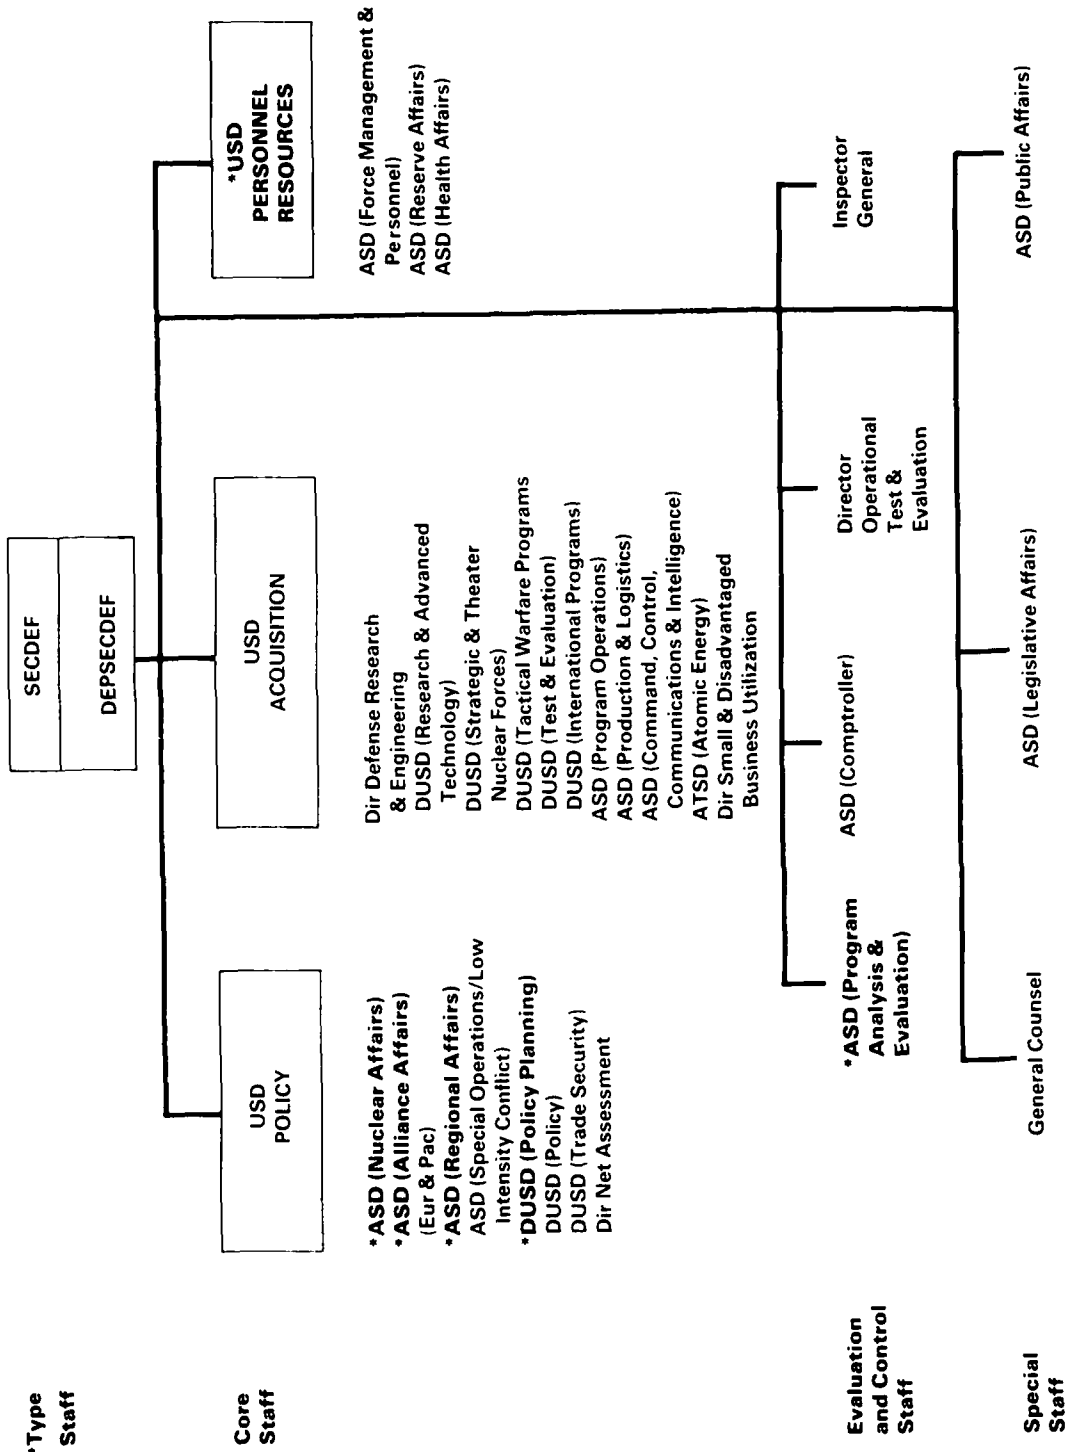 *Type
Staff
SECDEF
DEPSECDEF
Core
Staff
USD
POLICY
USD
ACQUISITION
*USD
PERSONNEL
RESOURCES
*ASD (Nuclear Affairs)
*ASD (Alliance Affairs)
(Eur & Pac)
*ASD (Regional Affairs)
ASD (Special Operations/Low
Intensity Conflict)
*DUSD (Policy Planning)
DUSD (Policy)
DUSD (Trade Security)
Dir Net Assessment
Dir Defense Research
& Engineering
DUSD (Research & Advanced
Technology)
DUSD (Strategic & Theater
Nuclear Forces)
DUSD (Tactical Warfare Programs
DUSD (Test & Evaluation)
DUSD (International Programs)
ASD (Program Operations)
ASD (Production & Logistics)
ASD (Command, Control,
Communications & Intelligence)
ATSD (Atomic Energy)
Dir Small & Disadvantaged
Business Utilization
ASD (Force Management &
Personnel)
ASD (Reserve Affairs)
ASD (Health Affairs)
Evaluation
and Control
Staff
*ASD (Program
Analysis &
Evaluation)
ASD (Comptroller)
Director
Operational
Test &
Evaluation
Inspector
General
Special
Staff
General Counsel
ASD (Legislative Affairs)
ASD (Public Affairs)